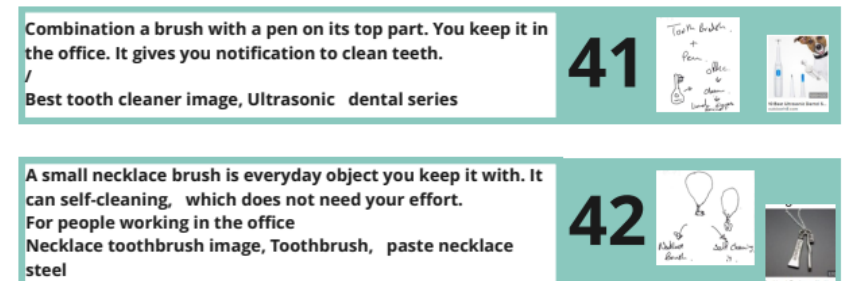 Combination a brush with a pen on its top part. You keep it in
the office. It gives you notification to clean teeth.
/
Best tooth cleaner image, Ultrasonic dental series
41
Tooth Brush
+
Pen
office
clean
A small necklace brush is everyday object you keep it with. It
can self-cleaning, which does not need your effort.
For people working in the office
Necklace toothbrush image, Toothbrush, paste necklace
steel
42
Necklace
Brush
Self Cleaning